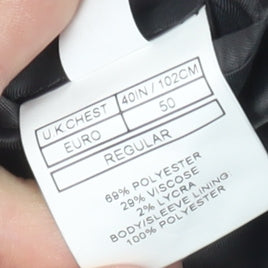 U.K.CHEST 40IN / 102CM
EURO 50
REGULAR
69% POLYESTER
29% VISCOSE
2% LYCRA
BODY/SLEEVE LINING
100% POLYESTER